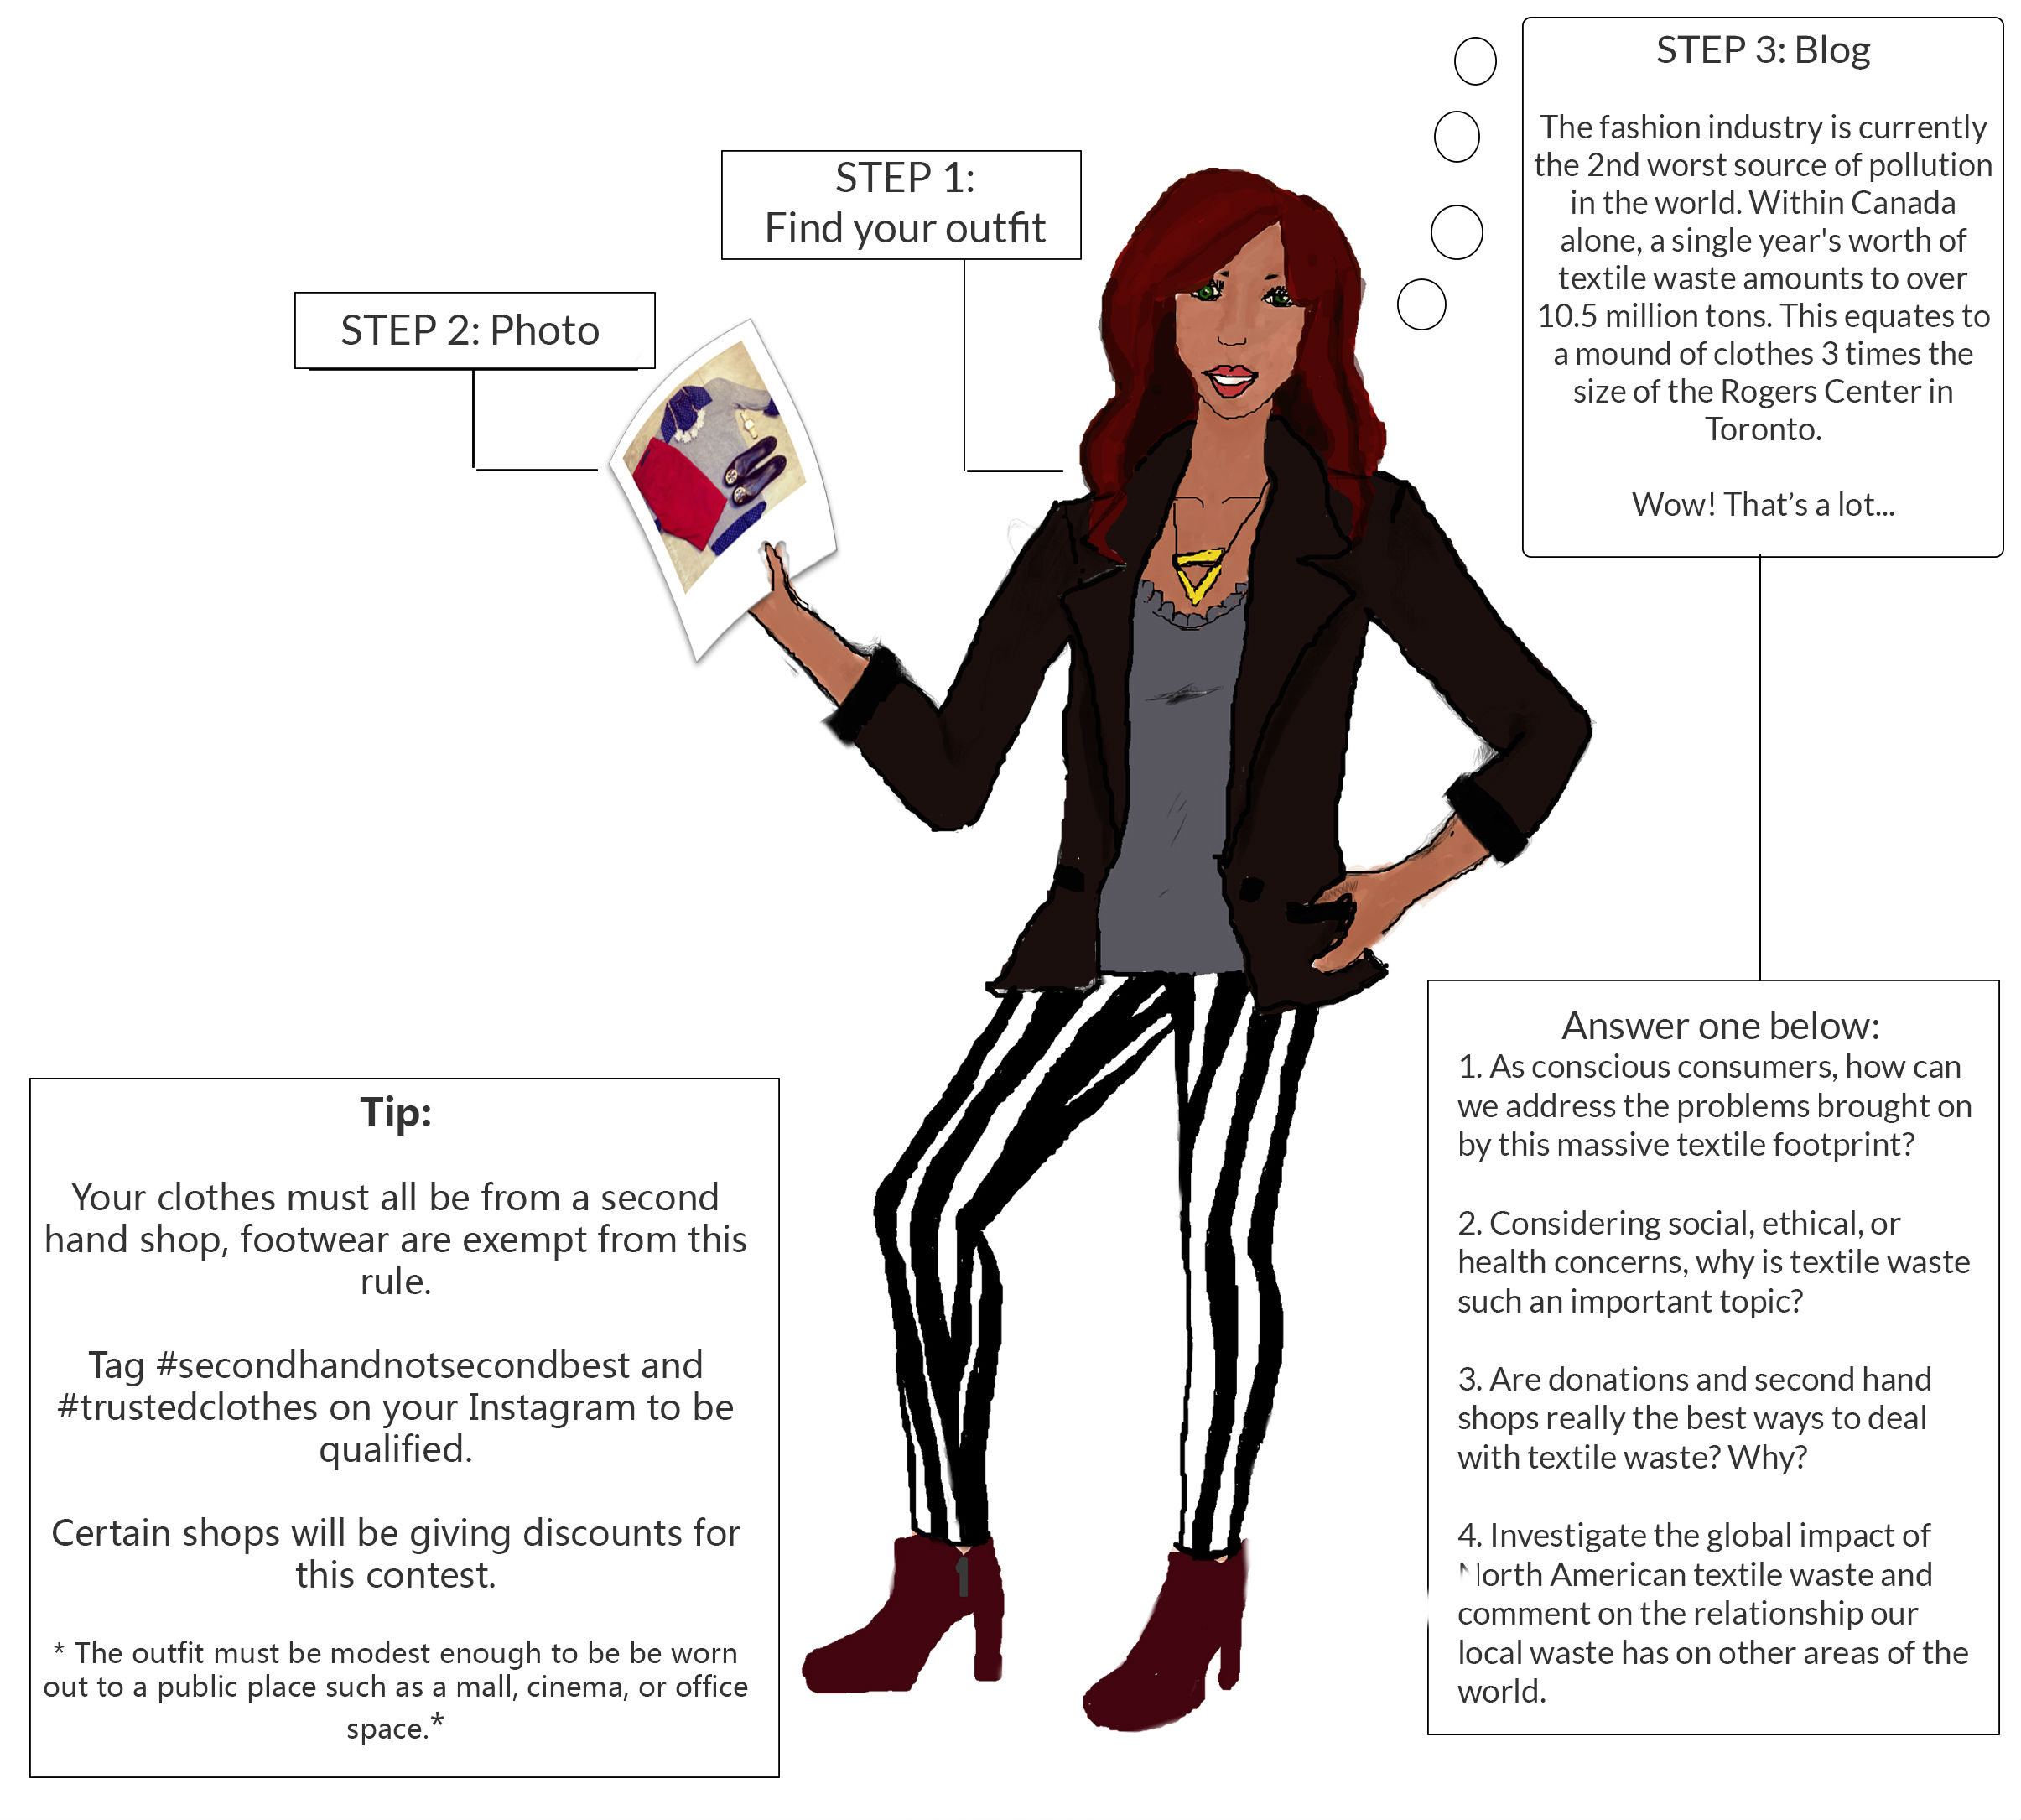 STEP 1:
Find your outfit
STEP 2: Photo
STEP 3: Blog
The fashion industry is currently
the 2nd worst source of pollution
in the world. Within Canada
alone, a single year's worth of
textile waste amounts to over
10.5 million tons. This equates to
a mound of clothes 3 times the
size of the Rogers Center in
Toronto.
Wow! That’s a lot...
Answer one below:
1. As conscious consumers, how can
we address the problems brought on
by this massive textile footprint?
2. Considering social, ethical, or
health concerns, why is textile waste
such an important topic?
3. Are donations and second hand
shops really the best ways to deal
with textile waste? Why?
4. Investigate the global impact of
North American textile waste and
comment on the relationship our
local waste has on other areas of the
world.
Tip:
Your clothes must all be from a second
hand shop, footwear are exempt from this
rule.
Tag #secondhandnotsecondbest and
#trustedclothes on your Instagram to be
qualified.
Certain shops will be giving discounts for
this contest.
* The outfit must be modest enough to be be worn
out to a public place such as a mall, cinema, or office
space.*
1